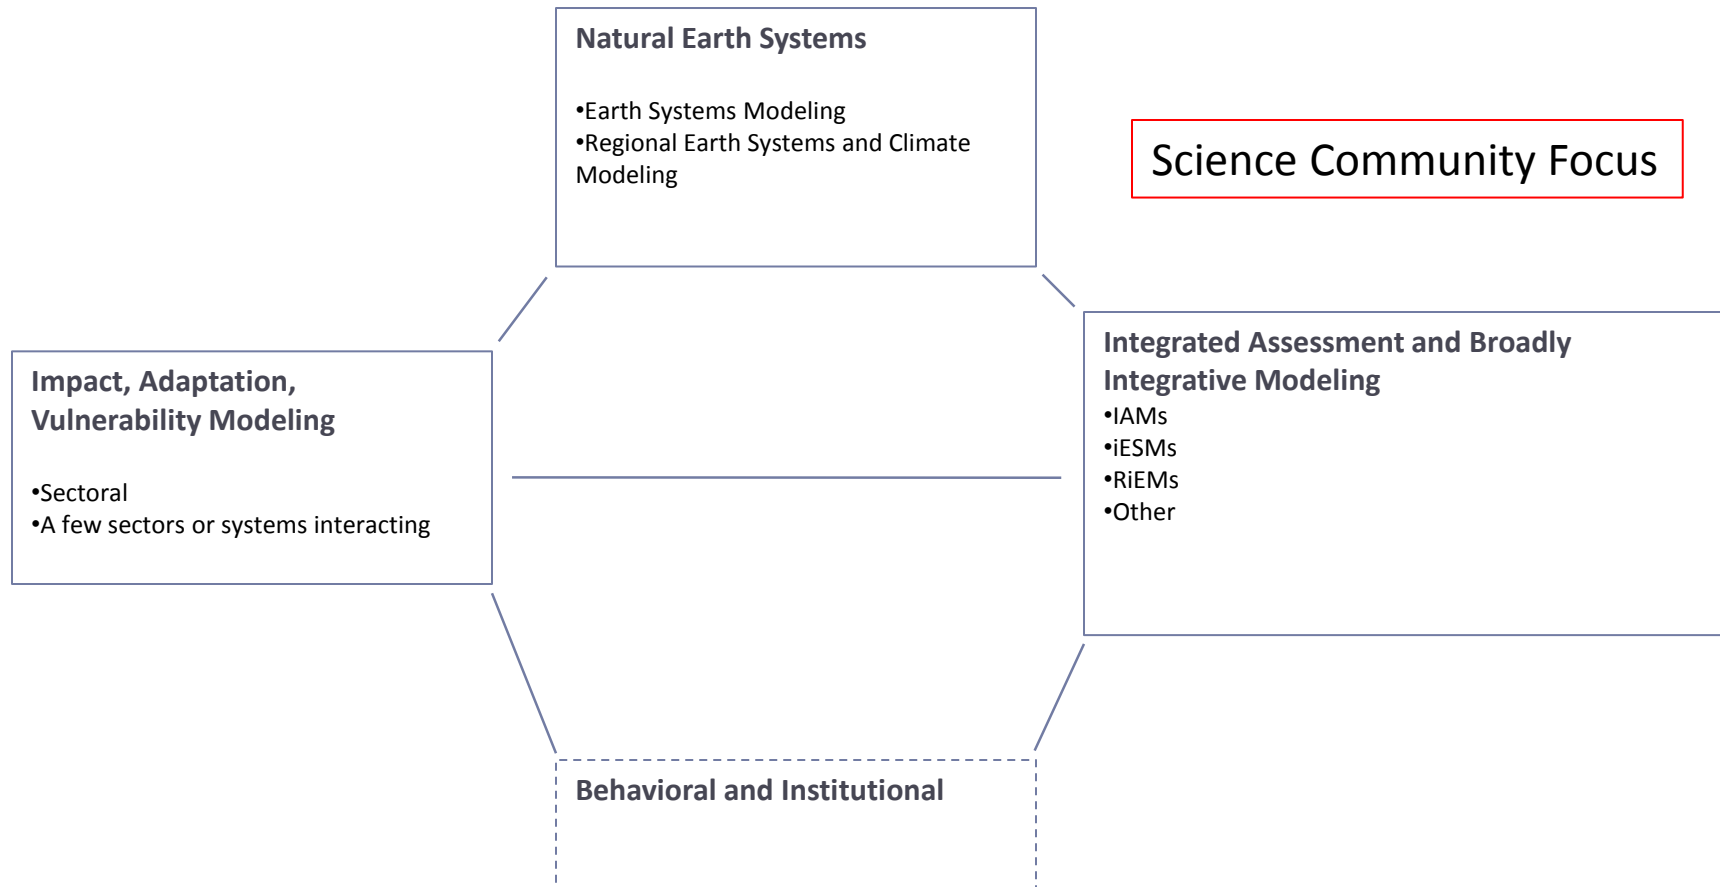 Natural Earth Systems
•Earth Systems Modeling
•Regional Earth Systems and Climate
Modeling
Science Community Focus
Impact, Adaptation,
Vulnerability Modeling
•Sectoral
•A few sectors or systems interacting
Integrated Assessment and Broadly
Integrative Modeling
•IAMs
•iESMs
•RiEMs
•Other
Behavioral and Institutional